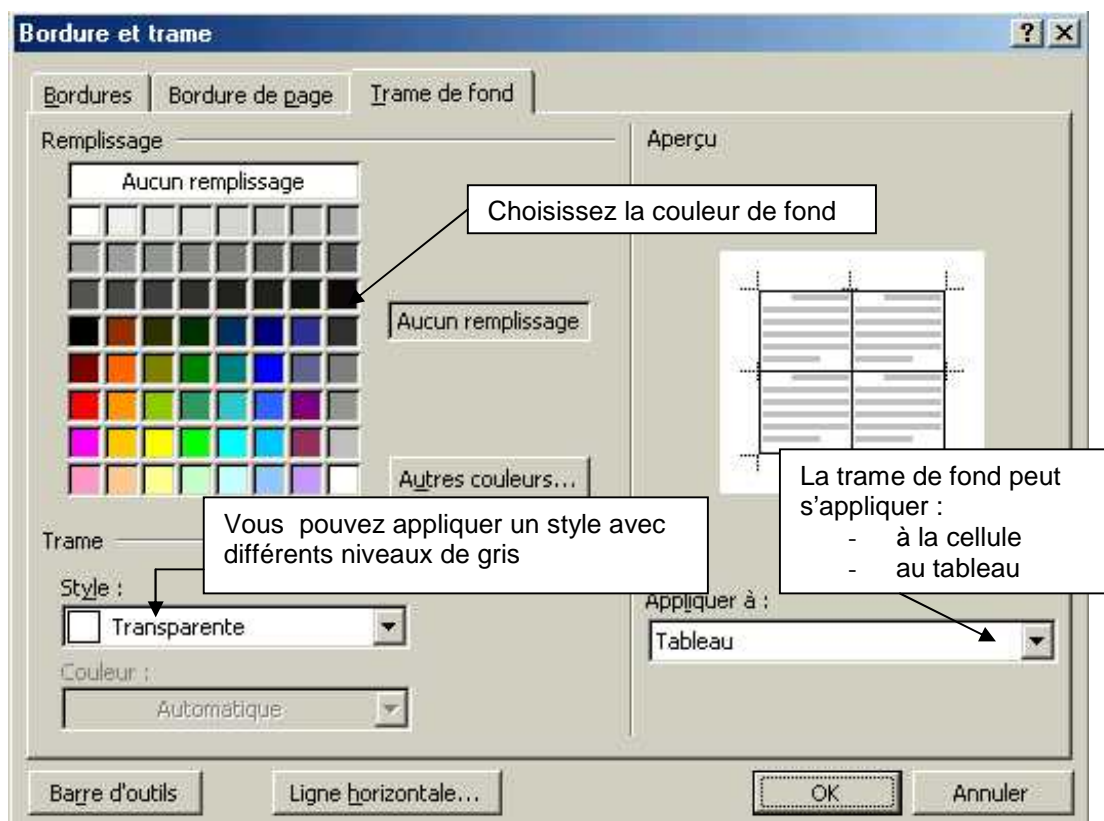 Bordure et trame
Bordures
Bordure de page
Trame de fond
Remplissage
Aucun remplissage
Choisissez la couleur de fond
Aucun remplissage
Autres couleurs...
Aperçu
La trame de fond peut
s’appliquer :
- à la cellule
- au tableau
Trame
Vous pouvez appliquer un style avec
différents niveaux de gris
Style :
Transparente
Couleur :
Automatique
Appliquer à :
Tableau
Barre d'outils
Ligne horizontale...
OK
Annuler